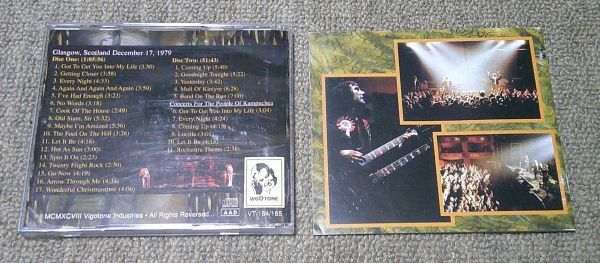 Glasgow, Scotland December 17, 1979
Disc One: (1:05:56)
1. Got To Get You Into My Life (3:30)
2. Getting Closer (3:58)
3. Every Night (4:33)
4. Again And Again And Again (3:59)
5. I've Had Enough (3:23)
6. No Words (3:18)
7. Cook Of The House (2:49)
8. Old Siam, Sir (5:35)
9. Maybe I'm Amazed (5:36)
10. The Fool On The Hill (3:26)
11. Let It Be (4:18)
12. Hot As Sun (3:00)
13. Spin It On (2:23)
14. Twenty Flight Rock (2:50)
15. Go Now (4:19)
16. Arrow Through Me (4:34)
17. Wonderful Christmastime (4:06)
Disc Two: (51:43)
1. Coming Up (5:40)
2. Goodnight Tonight (5:22)
3. Yesterday (3:42)
4. Mull Of Kintyre (6:28)
5. Band On The Run (7:00)
Concerts For The People Of Kampuchea
6. Got To Get You Into My Life (3:04)
7. Every Night (4:24)
8. Coming Up (4:15)
9. Lucille (3:01)
10. Let It Be (4:13)
11. Rockestra Theme (2:38)
VIGOTONE
MCMXCVIII Vigotone Industries • All Rights Reversed...
AAD
VT-164/165